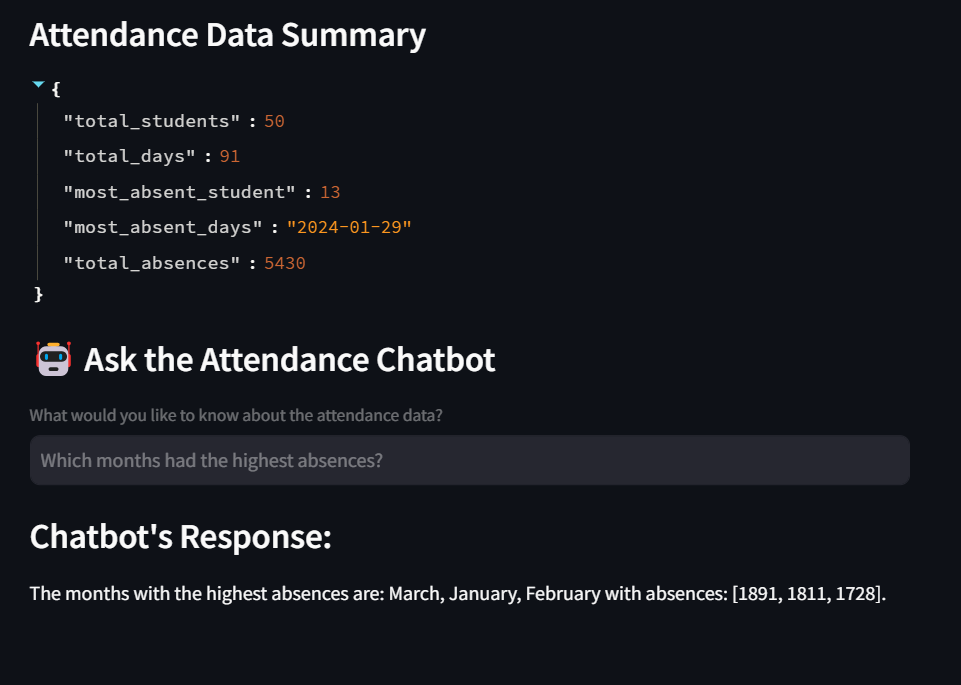 Attendance Data Summary
{
"total_students" : 50
"total_days" : 91
"most_absent_student" : 13
"most_absent_days" : "2024-01-29"
"total_absences" : 5430
}
Ask the Attendance Chatbot
What would you like to know about the attendance data?
Which months had the highest absences?
Chatbot's Response:
The months with the highest absences are: March, January, February with absences: [1891, 1811, 1728].